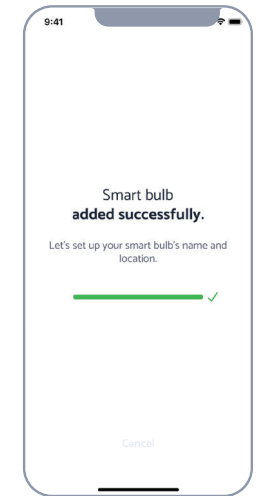 9:41
Smart bulb
added successfully.
Let's set up your smart bulb's name and
location.
Cancel